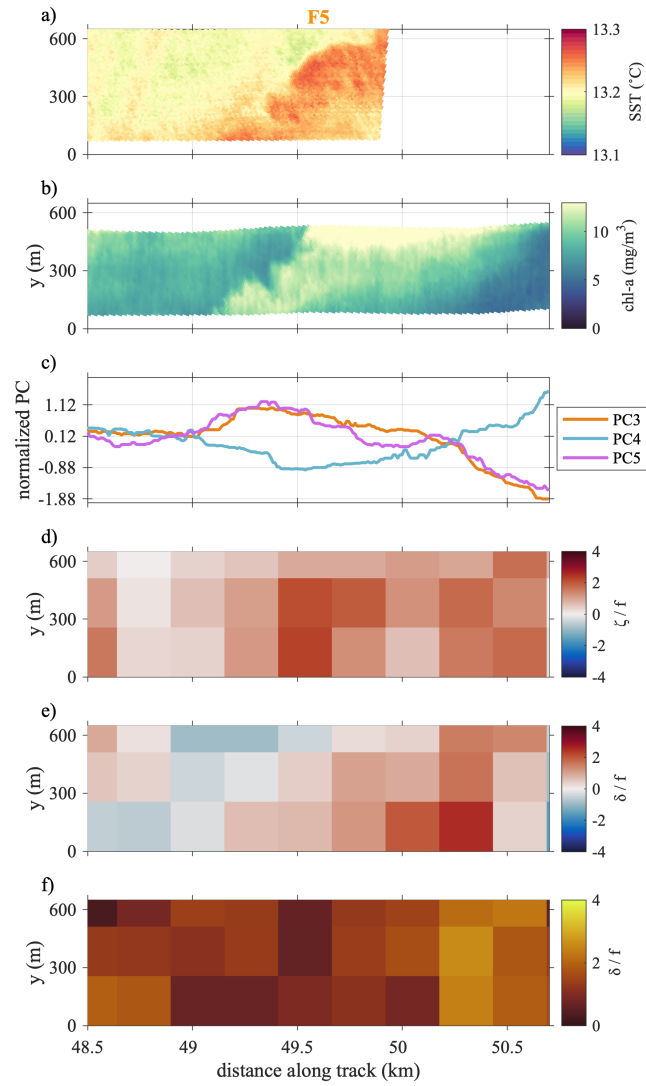 F5
a)
600
300
0
13.3
13.2
13.1
SST (°C)
b)
600
300
0
y (m)
10
5
0
chl-a (mg/m³)
c)
1.12
0.12
-0.88
-1.88
normalized PC
PC3
PC4
PC5
d)
600
300
0
y (m)
4
2
0
-2
-4
ζ / f
e)
600
300
0
y (m)
4
2
0
-2
-4
δ / f
f)
600
300
0
y (m)
4
2
0
δ / f
48.5 49 49.5 50 50.5
distance along track (km)